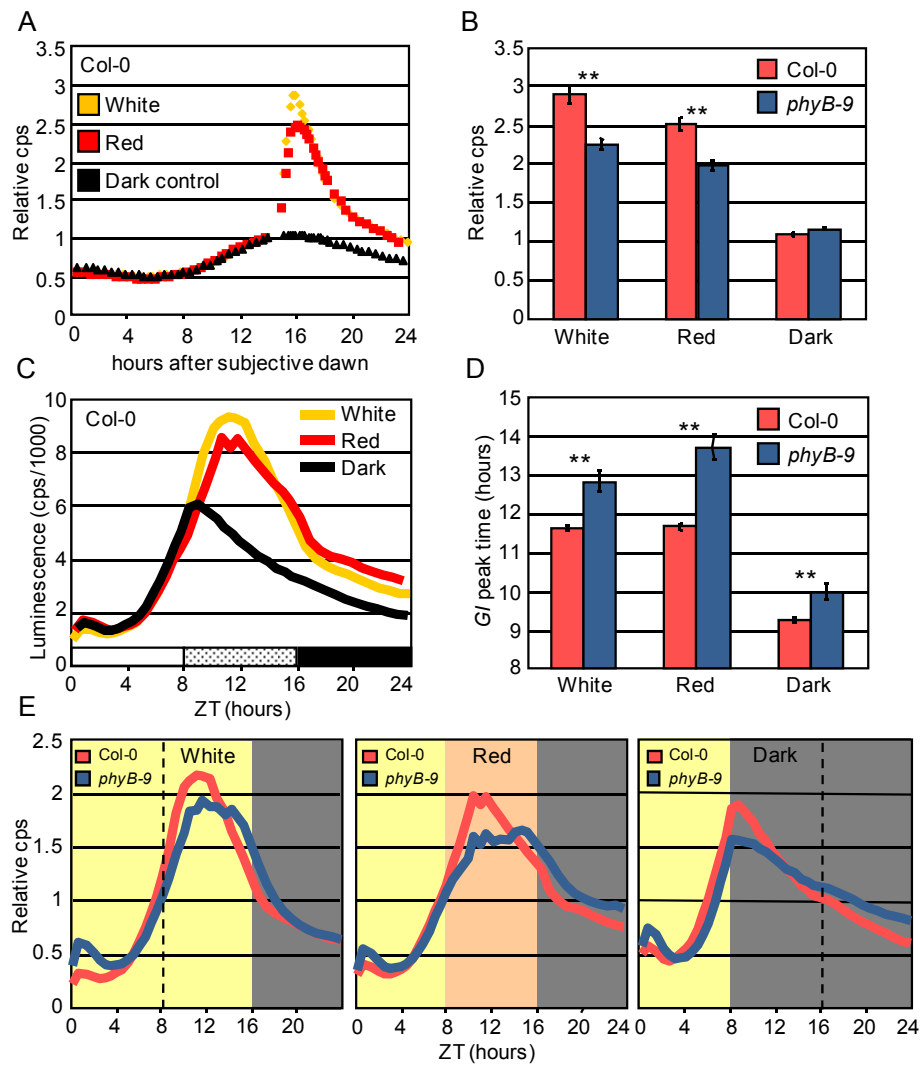 A
Col-0
White
Red
Dark control
Relative cps
3.5
3
2.5
2
1.5
1
0.5
0
0 4 8 12 16 20 24
hours after subjective dawn
B
Col-0
phyB-9
** **
Relative cps
3.5
3
2.5
2
1.5
1
0.5
0
White Red Dark
C
Col-0
White
Red
Dark
Luminescence (cps/1000)
10
8
6
4
2
0
0 4 8 12 16 20 24
ZT (hours)
D
Col-0
phyB-9
** ** **
GI peak time (hours)
15
14
13
12
11
10
9
8
White Red Dark
E
Relative cps
2.5
2
1.5
1
0.5
0
Col-0 White
phyB-9
0 4 8 12 16 20
Col-0 Red
phyB-9
0 4 8 12 16 20 24
Col-0 Dark
phyB-9
0 4 8 12 16 20 24
ZT (hours)